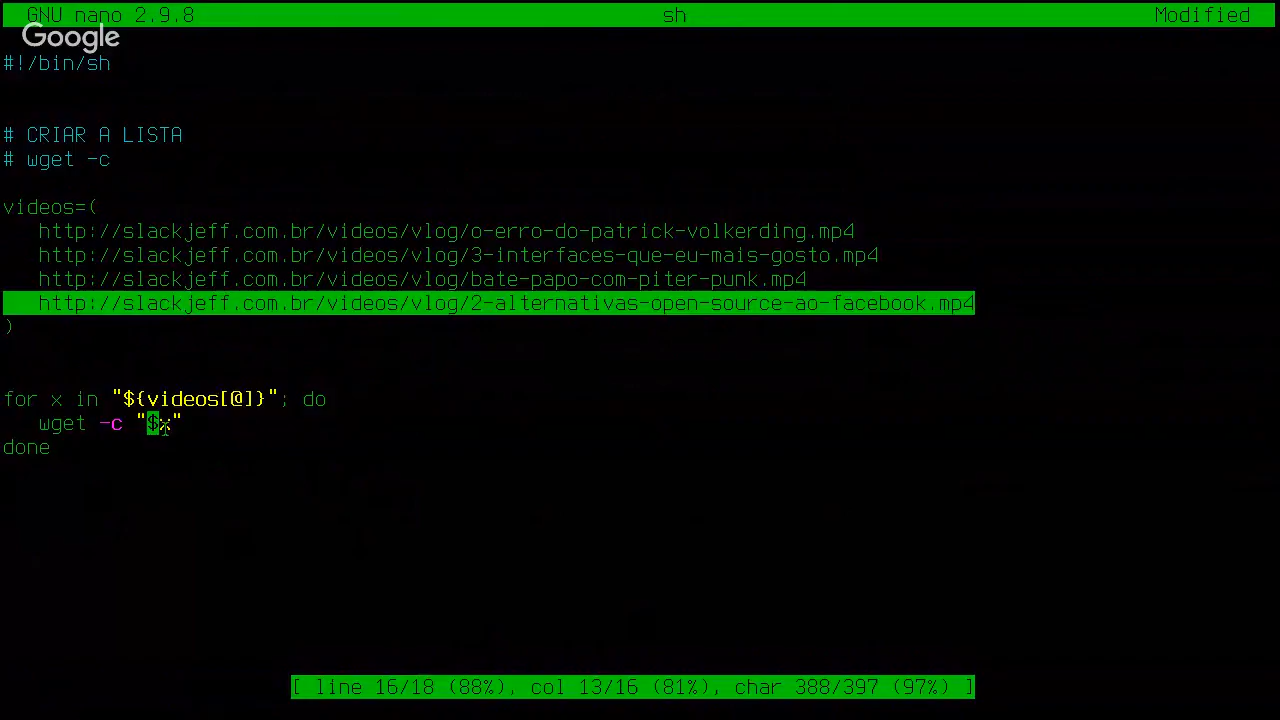 GNU nano 2.9.8 sh Modified
Google
#!/bin/sh
# CRIAR A LISTA
# wget -c
videos=(
http://slackjeff.com.br/videos/vlog/o-erro-do-patrick-volkerding.mp4
http://slackjeff.com.br/videos/vlog/3-interfaces-que-eu-mais-gosto.mp4
http://slackjeff.com.br/videos/vlog/bate-papo-com-piter-punk.mp4
http://slackjeff.com.br/videos/vlog/2-alternativas-open-source-ao-facebook.mp4
)
for x in "${videos[@]}"; do
wget -c "$x"
done
[ line 16/18 (88%), col 13/16 (81%), char 388/397 (97%) ]